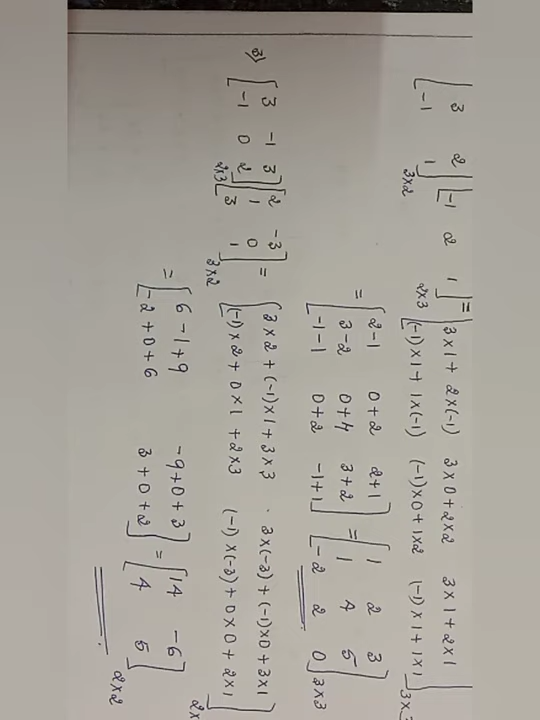 [3 2 [-1 2 1] = [3×1+2×(-1) 3×0+2×2 3×1+2×1
-1 1]3×2 2×3 (-1)×1+1×(-1) (-1)×0+1×2 (-1)×1+1×1]3×3
= [2-1 0+2 2+1
3-2 0+4 3+2
-1-1 0+2 -1+1] = [1 2 3
1 4 5
-2 2 0]3×3
3) [3 -1 3 [2 -3
-1 0 2]2×3 1 0
3 1]3×2 = [3×2+(-1)×1+3×3 3×(-3)+(-1)×0+3×1
(-1)×2+0×1+2×3 (-1)×(-3)+0×0+2×1]2×
= [6-1+9 -9+0+3
-2+0+6 3+0+2] = [14 -6
4 5]2×2